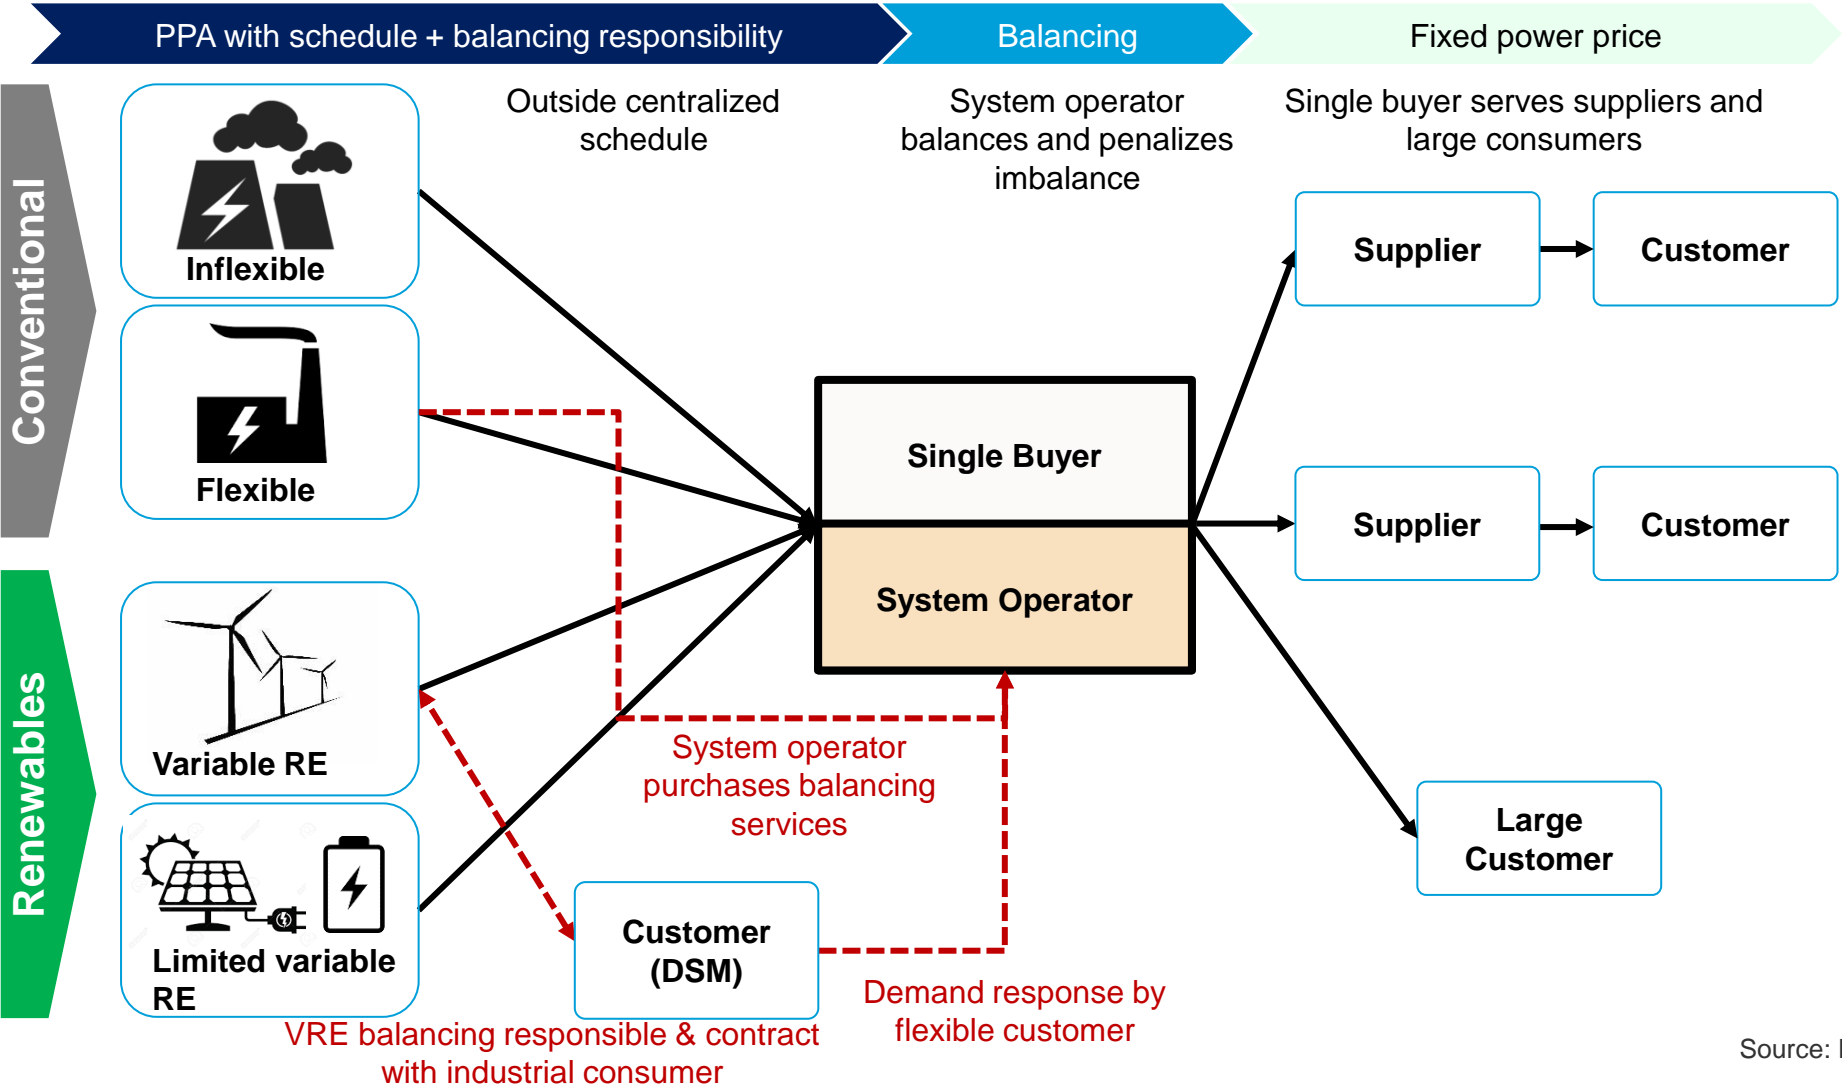 PPA with schedule + balancing responsibility
Balancing
Fixed power price
Outside centralized
schedule
System operator
balances and penalizes
imbalance
Single buyer serves suppliers and
large consumers
Conventional
Inflexible
Flexible
Renewables
Variable RE
Limited variable
RE
Single Buyer
System Operator
Supplier
Customer
Supplier
Customer
Large
Customer
System operator
purchases balancing
services
Customer
(DSM)
Demand response by
flexible customer
VRE balancing responsible & contract
with industrial consumer
Source: